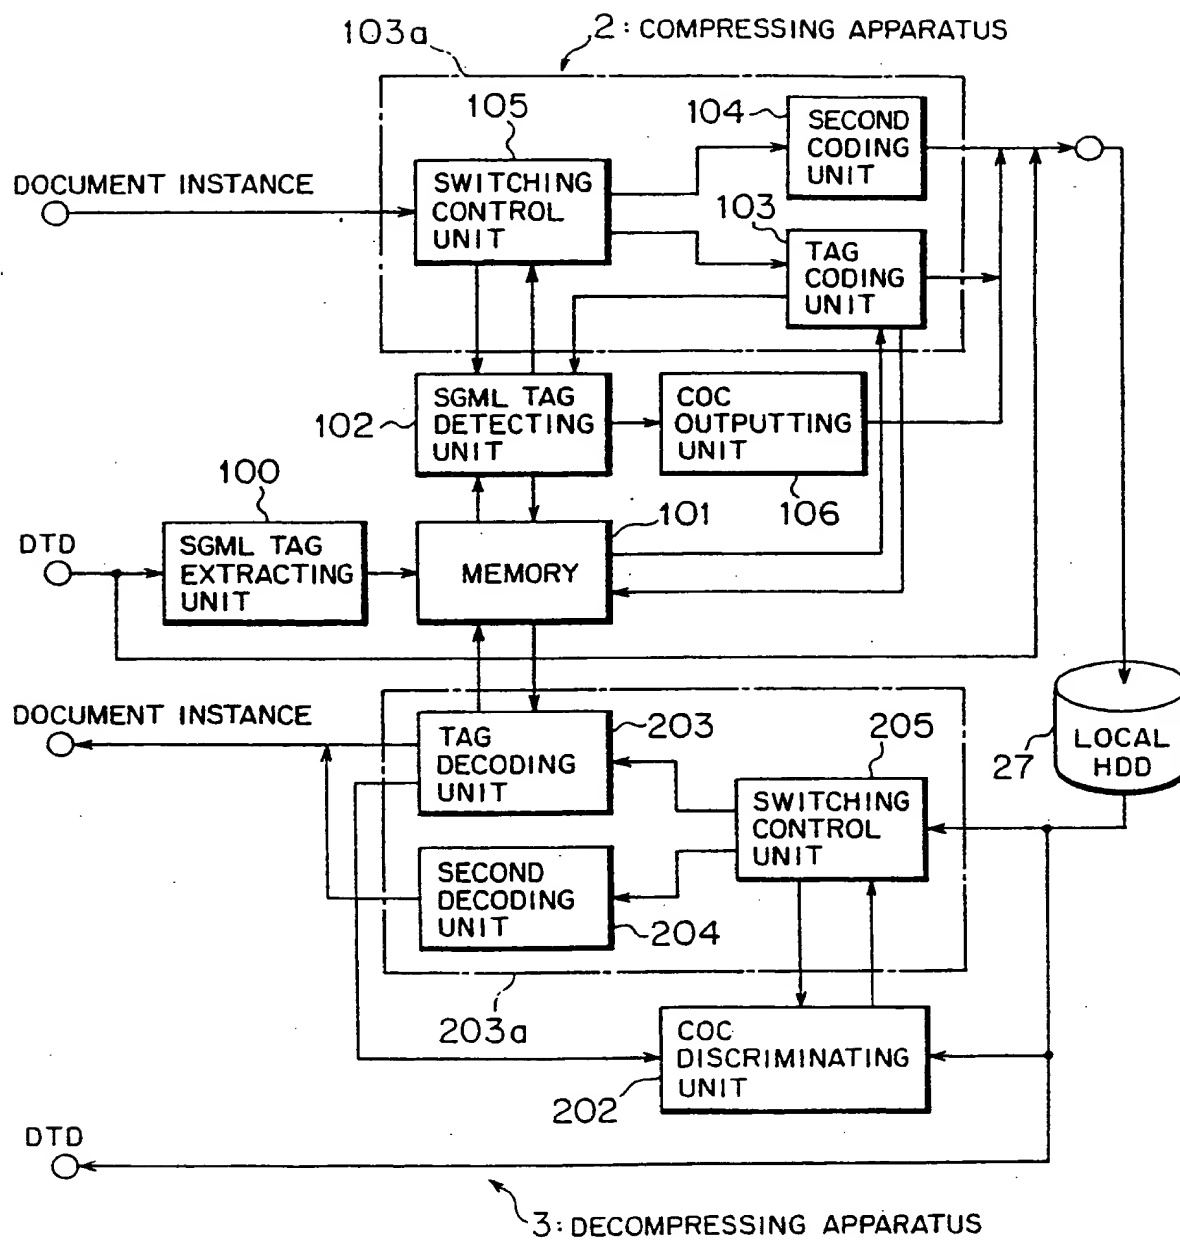 103a
2: COMPRESSING APPARATUS
105
104
SECOND
CODING
UNIT
DOCUMENT INSTANCE
SWITCHING
CONTROL
UNIT
103
TAG
CODING
UNIT
102
SGML TAG
DETECTING
UNIT
COC
OUTPUTTING
UNIT
100
101
106
DTD
SGML TAG
EXTRACTING
UNIT
MEMORY
DOCUMENT INSTANCE
TAG
DECODING
UNIT
203
205
27
LOCAL
HDD
SWITCHING
CONTROL
UNIT
SECOND
DECODING
UNIT
204
203a
COC
DISCRIMINATING
UNIT
202
DTD
3: DECOMPRESSING APPARATUS